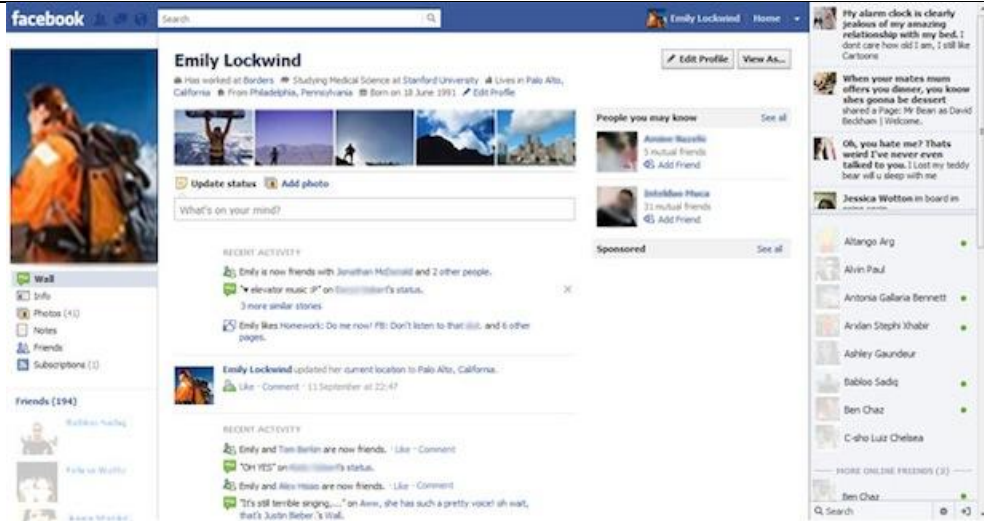 facebook
Search
Emily Lockwind
Home
Emily Lockwind
Has worked at Borders Studying Medical Science at Stanford University Lives in Palo Alto,
California From Philadelphia, Pennsylvania Born on 18 June 1991 Edit Profile
Edit Profile
View As...
Update status Add photo
What's on your mind?
RECENT ACTIVITY
Emily is now friends with Jonathan McDonald and 2 other people.
"♥ elevator music :P" on 's status.
3 more similar stories
Emily likes Homework: Do me now! FB: Don't listen to that and 6 other
pages.
Emily Lockwind updated her current location to Palo Alto, California.
Like · Comment · 11 September at 22:47
RECENT ACTIVITY
Emily and are now friends. · Like · Comment
"OH YES" on 's status.
Emily and are now friends. · Like · Comment
"It's still terrible singing,...." on Aww, she has such a pretty voice! oh wait,
that's Justin Bieber.'s Wall.
Wall
Info
Photos (41)
Notes
Friends
Subscriptions (1)
Friends (194)
People you may know
See all
5 mutual friends
Add Friend
31 mutual friends
Add Friend
Sponsored
See all
My alarm clock is clearly
jealous of my amazing
relationship with my bed. I
dont care how old I am, I still like
Cartoons
When your mates mum
offers you dinner, you know
shes gonna be dessert
shared a Page: Mr Bean as David
Beckham | Welcome.
Oh, you hate me? Thats
weird I've never even
talked to you. I Lost my teddy
bear will u sleep with me
Jessica Wotton in board im
Altango Arg
Alvin Paul
Antonia Gallaria Bennett
Arxlan Stephi Xhabir
Ashley Gaundeur
Babloo Sadiq
Ben Chaz
C-sho Luiz Chelsea
MORE ONLINE FRIENDS (3)
Ben Chaz
Search